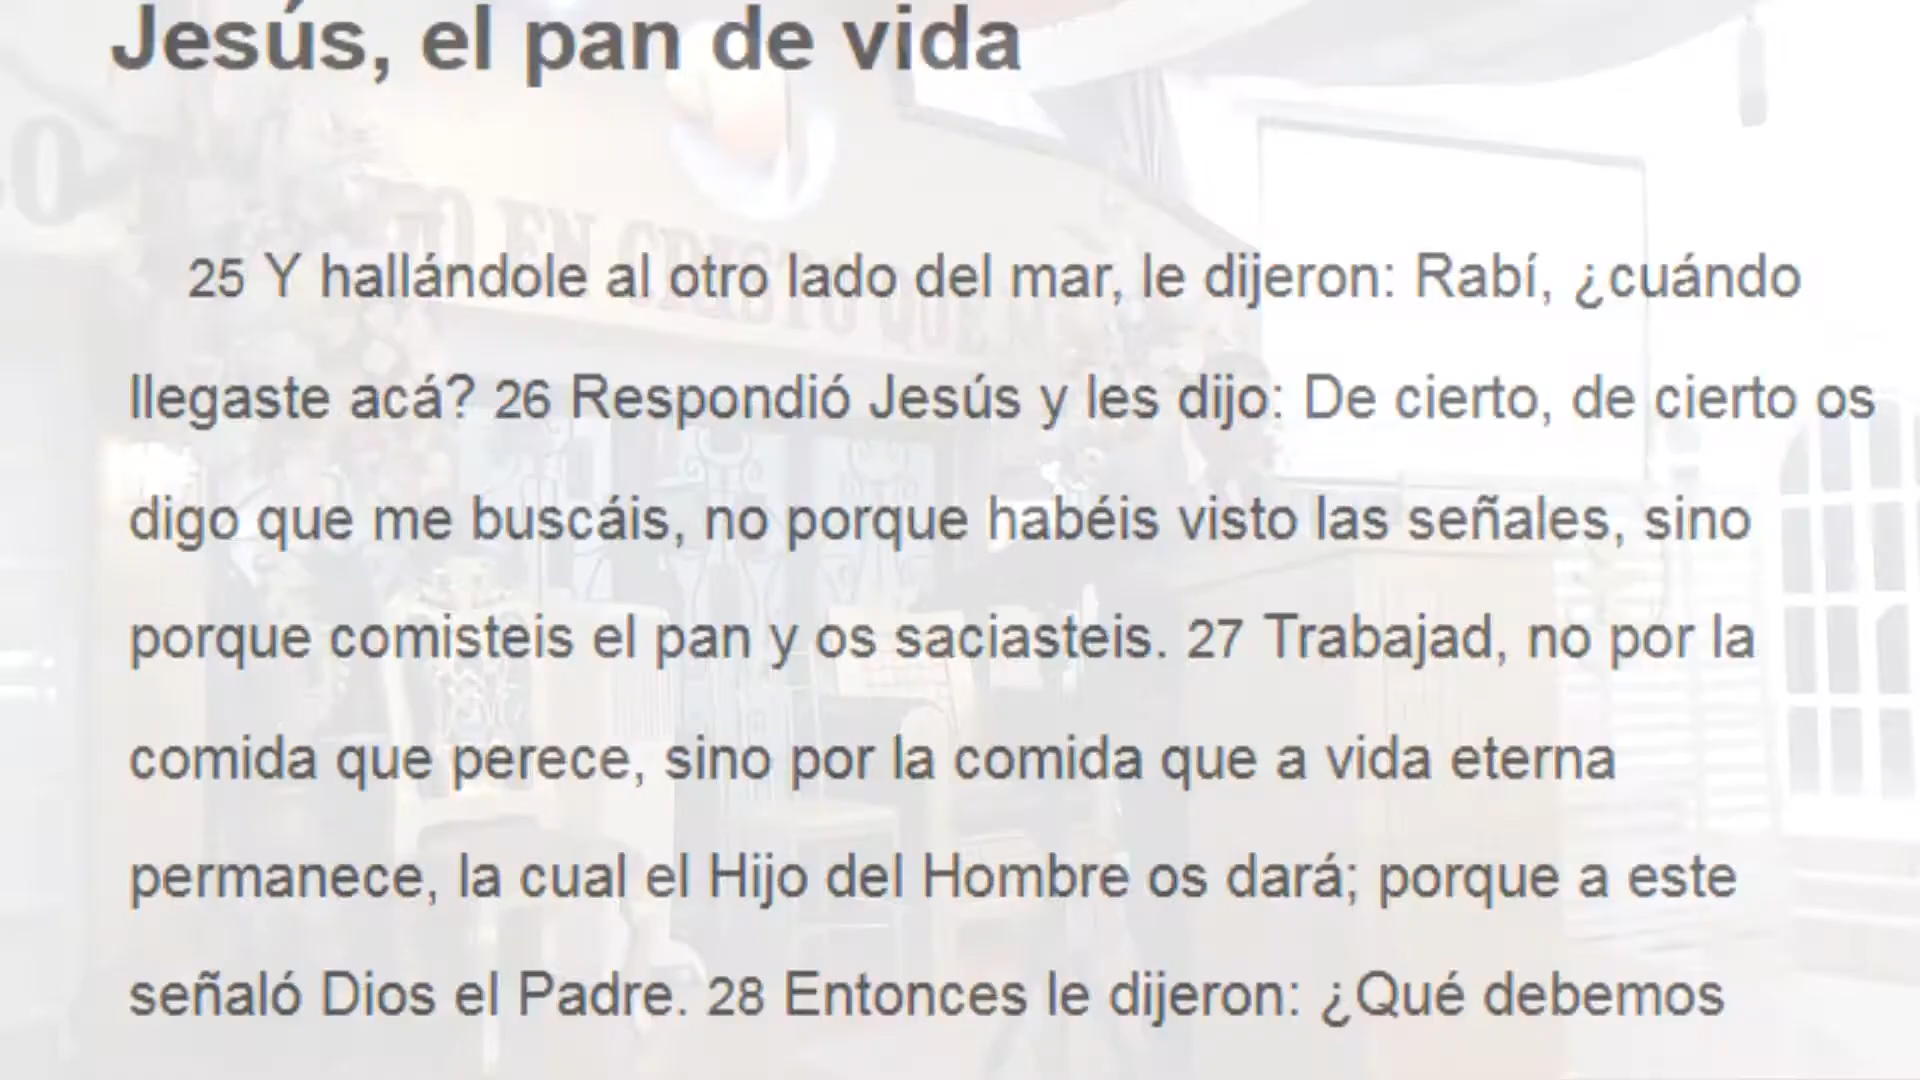 Jesús, el pan de vida
O EN CRISTO QUE
25 Y hallándole al otro lado del mar, le dijeron: Rabí, ¿cuándo
llegaste acá? 26 Respondió Jesús y les dijo: De cierto, de cierto os
digo que me buscáis, no porque habéis visto las señales, sino
porque comisteis el pan y os saciasteis. 27 Trabajad, no por la
comida que perece, sino por la comida que a vida eterna
permanece, la cual el Hijo del Hombre os dará; porque a este
señaló Dios el Padre. 28 Entonces le dijeron: ¿Qué debemos